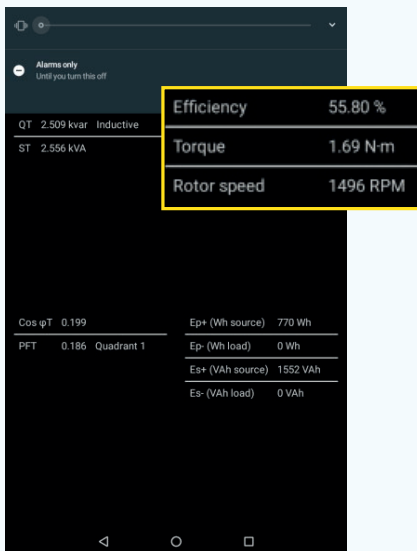 Alarms only
Until you turn this off
Efficiency 55.80 %
Torque 1.69 N·m
Rotor speed 1496 RPM
QT 2.509 kvar Inductive
ST 2.556 kVA
Cos φT 0.199
PFT 0.186 Quadrant 1
Ep+ (Wh source) 770 Wh
Ep- (Wh load) 0 Wh
Es+ (VAh source) 1552 VAh
Es- (VAh load) 0 VAh